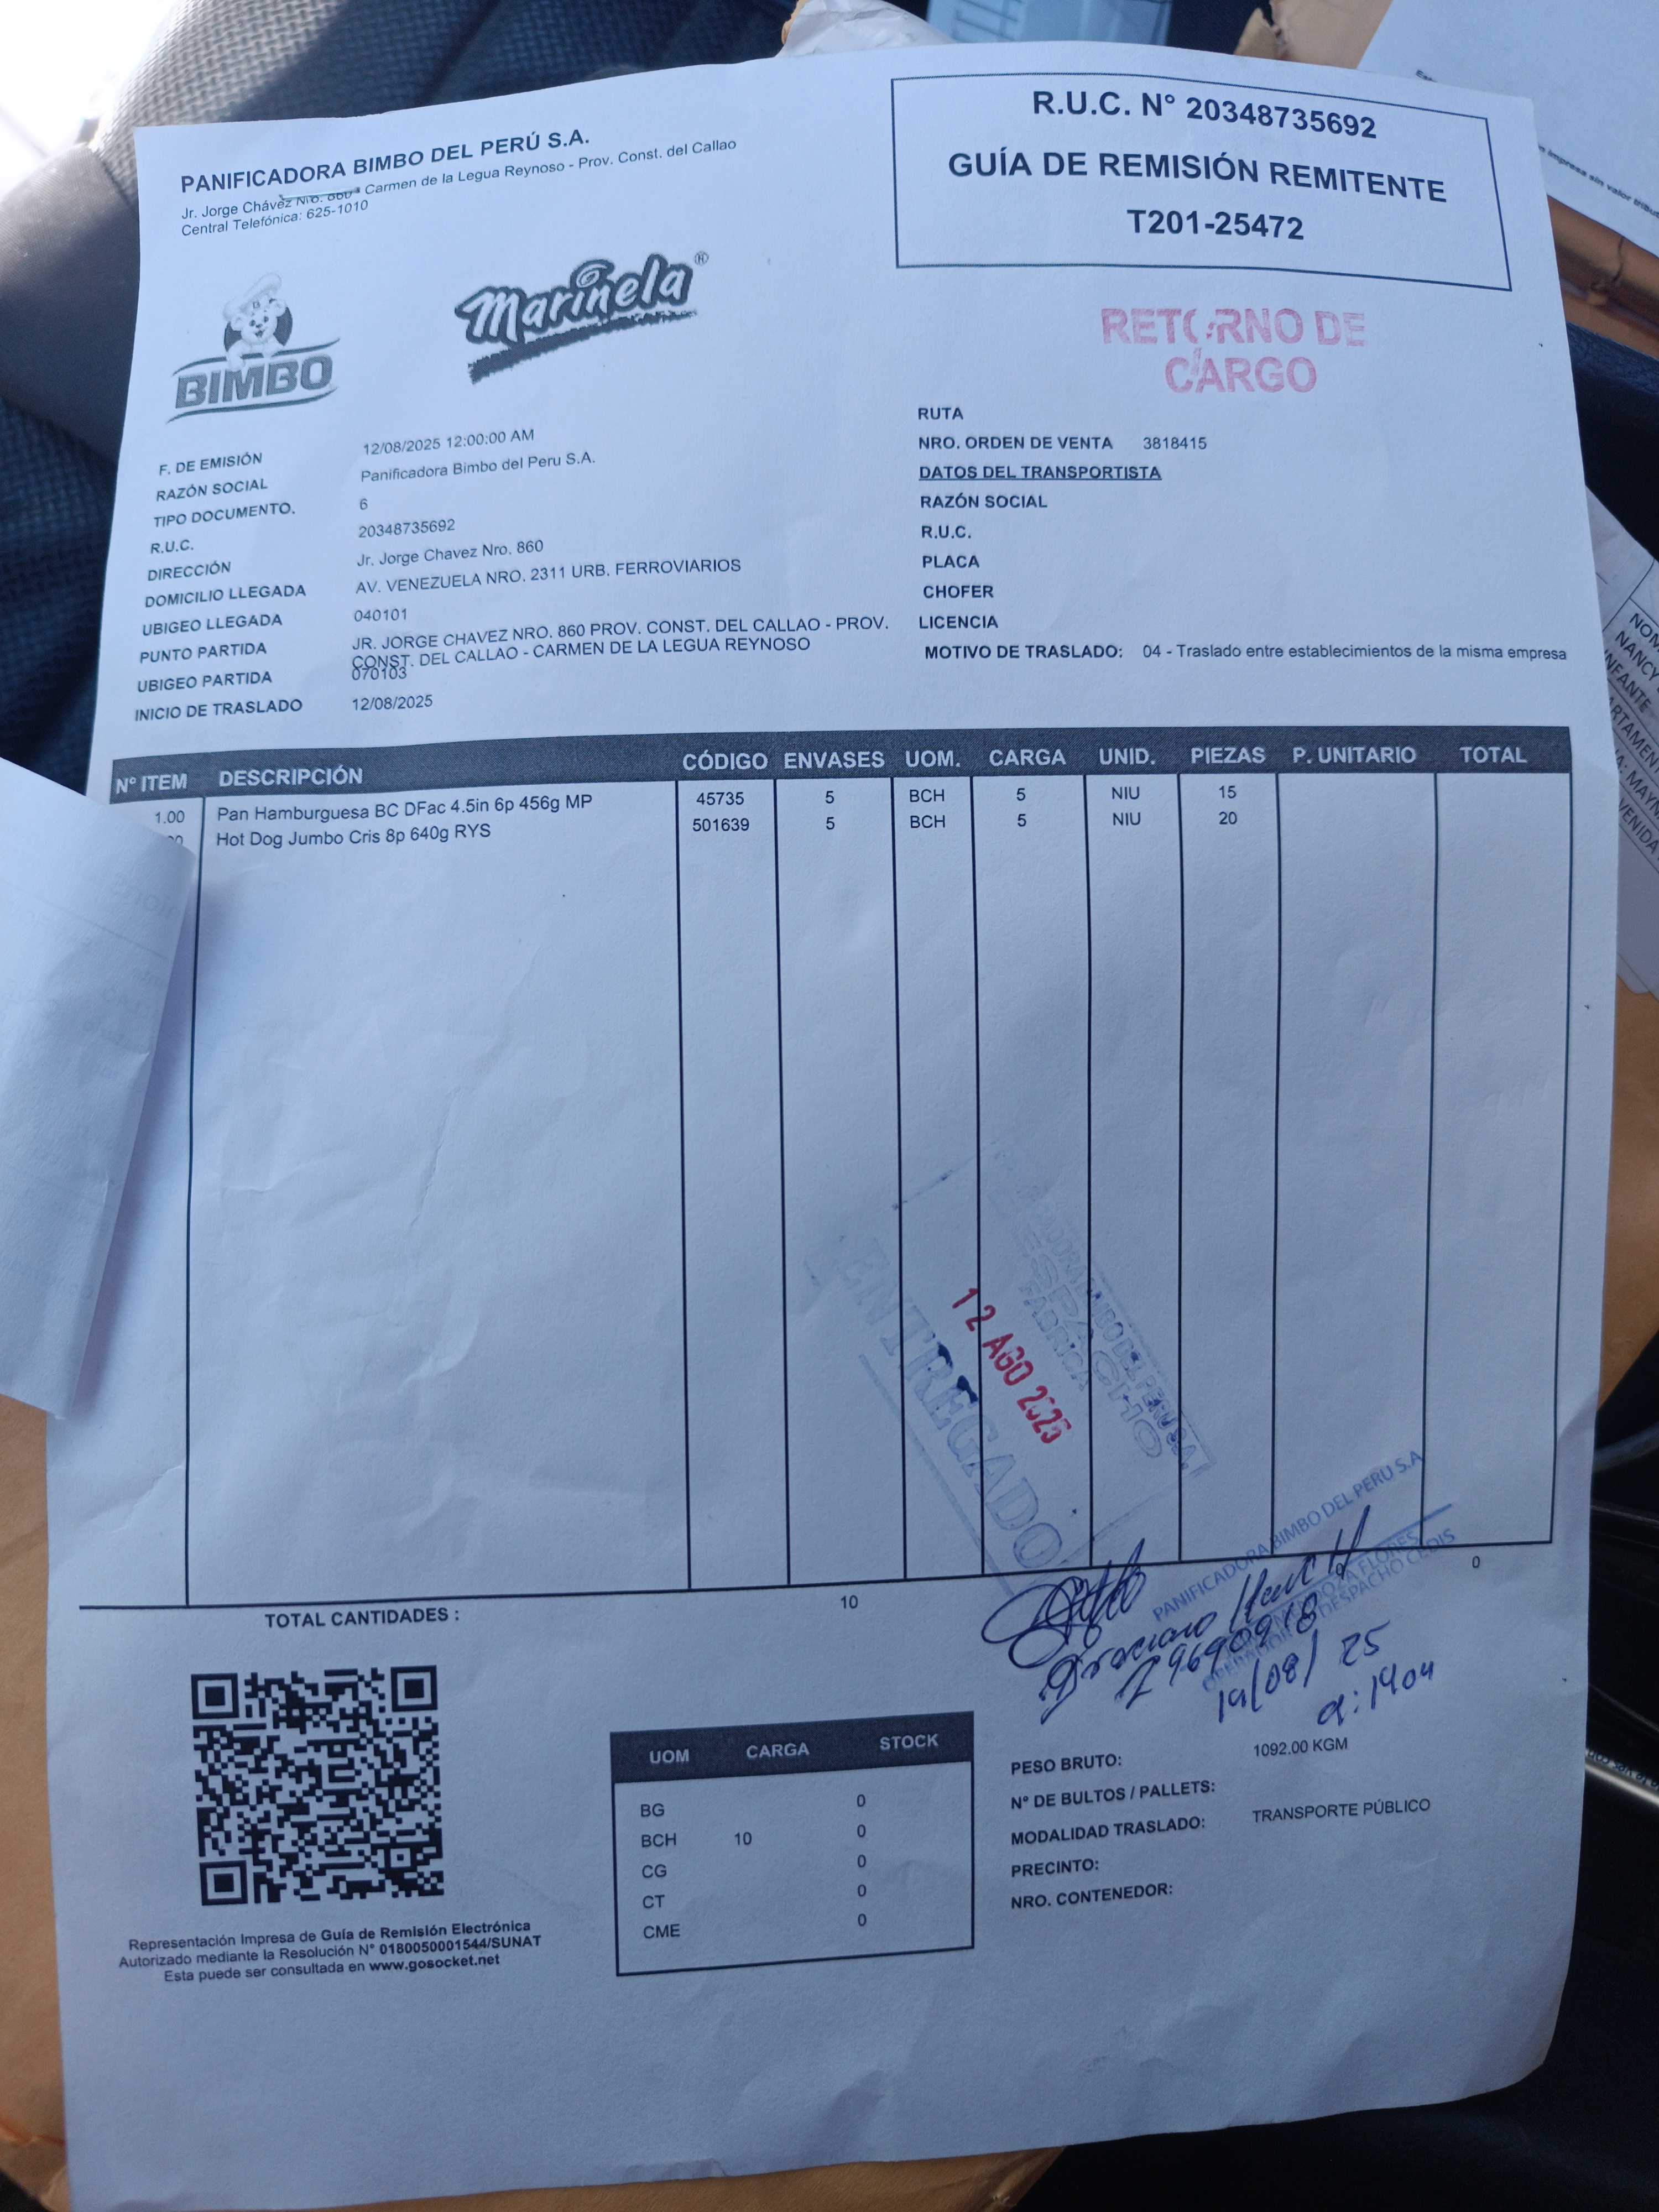 PANIFICADORA BIMBO DEL PERÚ S.A.
Jr. Jorge Chávez Nro. 860 - Carmen de la Legua Reynoso - Prov. Const. del Callao
Central Telefónica: 625-1010
R.U.C. N° 20348735692
GUÍA DE REMISIÓN REMITENTE
T201-25472
BIMBO
Marinela ®
RETORNO DE
CARGO
F. DE EMISIÓN 12/08/2025 12:00:00 AM
RAZÓN SOCIAL Panificadora Bimbo del Peru S.A.
TIPO DOCUMENTO. 6
R.U.C. 20348735692
DIRECCIÓN Jr. Jorge Chavez Nro. 860
DOMICILIO LLEGADA AV. VENEZUELA NRO. 2311 URB. FERROVIARIOS
UBIGEO LLEGADA 040101
PUNTO PARTIDA JR. JORGE CHAVEZ NRO. 860 PROV. CONST. DEL CALLAO - PROV.
CONST. DEL CALLAO - CARMEN DE LA LEGUA REYNOSO
UBIGEO PARTIDA 070103
INICIO DE TRASLADO 12/08/2025
RUTA
NRO. ORDEN DE VENTA 3818415
DATOS DEL TRANSPORTISTA
RAZÓN SOCIAL
R.U.C.
PLACA
CHOFER
LICENCIA
MOTIVO DE TRASLADO: 04 - Traslado entre establecimientos de la misma empresa
N° ITEM DESCRIPCIÓN CÓDIGO ENVASES UOM. CARGA UNID. PIEZAS P. UNITARIO TOTAL
1.00 Pan Hamburguesa BC DFac 4.5in 6p 456g MP 45735 5 BCH 5 NIU 15
Hot Dog Jumbo Cris 8p 640g RYS 501639 5 BCH 5 NIU 20
BIMBO DEL PERU S.A.
DESPACHO
FABRICA
12 AGO 2025
ENTREGADO
PANIFICADORA BIMBO DEL PERU S.A
FLORES
DESPACHO CEDIS
29690918
/08/ 25
TOTAL CANTIDADES : 10 0
UOM CARGA STOCK
BG 0
BCH 10 0
CG 0
CT 0
CME 0
PESO BRUTO: 1092.00 KGM
N° DE BULTOS / PALLETS:
MODALIDAD TRASLADO: TRANSPORTE PÚBLICO
PRECINTO:
NRO. CONTENEDOR:
Representación Impresa de Guía de Remisión Electrónica
Autorizado mediante la Resolución N° 0180050001544/SUNAT
Esta puede ser consultada en www.gosocket.net